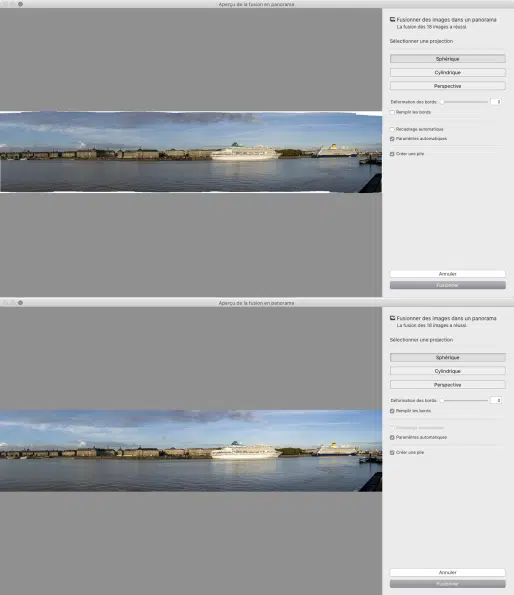 Aperçu de la fusion en panorama
Fusionner des images dans un panorama
La fusion des 18 images a réussi.
Sélectionner une projection
Sphérique
Cylindrique
Perspective
Déformation des bords: 0
Remplir les bords
Recadrage automatique
Paramètres automatiques
Créer une pile
Annuler
Fusionner
Aperçu de la fusion en panorama
Fusionner des images dans un panorama
La fusion des 18 images a réussi.
Sélectionner une projection
Sphérique
Cylindrique
Perspective
Déformation des bords: 0
Remplir les bords
Recadrage automatique
Paramètres automatiques
Créer une pile
Annuler
Fusionner